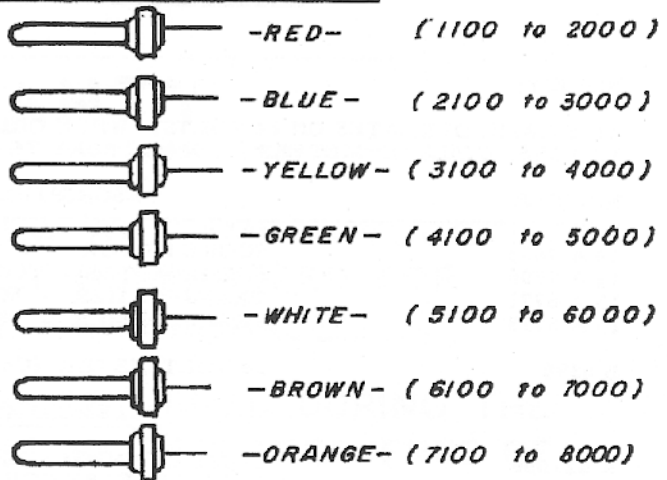 -RED- (1100 to 2000)
-BLUE- (2100 to 3000)
-YELLOW- (3100 to 4000)
-GREEN- (4100 to 5000)
-WHITE- (5100 to 6000)
-BROWN- (6100 to 7000)
-ORANGE- (7100 to 8000)